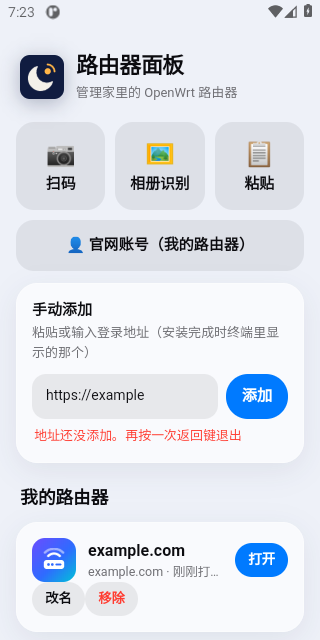 7:23
路由器面板
管理家里的 OpenWrt 路由器
扫码
相册识别
粘贴
官网账号（我的路由器）
手动添加
粘贴或输入登录地址（安装完成时终端里显
示的那个）
https://example
添加
地址还没添加。再按一次返回键退出
我的路由器
example.com
example.com · 刚刚打…
打开
改名
移除